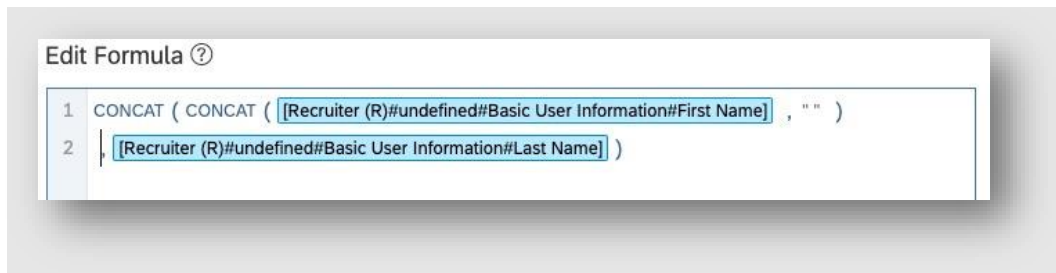 Edit Formula ?
1 CONCAT ( CONCAT ( [Recruiter (R)#undefined#Basic User Information#First Name] , " " )
2 , [Recruiter (R)#undefined#Basic User Information#Last Name] )